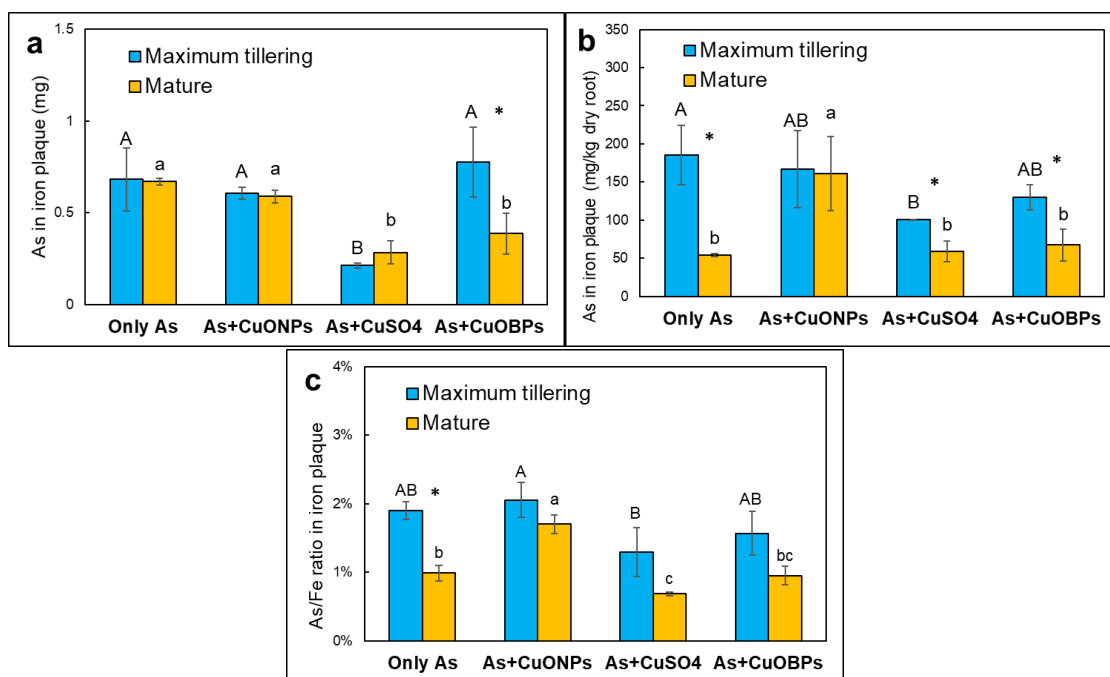 a
Maximum tillering
Mature
As in iron plaque (mg)
1.5
1
0.5
0
A
a
A
a
B
b
A
*
b
Only As
As+CuONPs
As+CuSO4
As+CuOBPs
b
Maximum tillering
Mature
As in iron plaque (mg/kg dry root)
350
300
250
200
150
100
50
0
A
*
b
AB
a
B
*
b
AB
*
b
Only As
As+CuONPs
As+CuSO4
As+CuOBPs
c
Maximum tillering
Mature
As/Fe ratio in iron plaque
4%
3%
2%
1%
0%
AB
*
b
A
a
B
c
AB
bc
Only As
As+CuONPs
As+CuSO4
As+CuOBPs